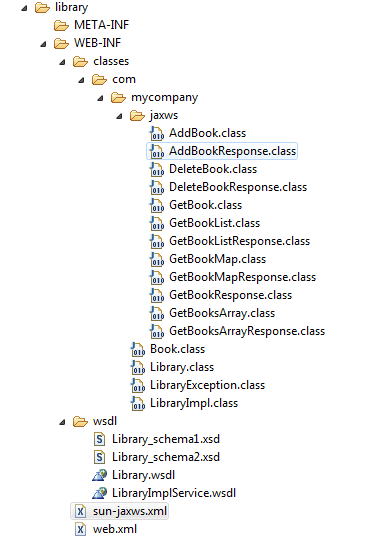 library
META-INF
WEB-INF
classes
com
mycompany
jaxws
AddBook.class
AddBookResponse.class
DeleteBook.class
DeleteBookResponse.class
GetBook.class
GetBookList.class
GetBookListResponse.class
GetBookMap.class
GetBookMapResponse.class
GetBookResponse.class
GetBooksArray.class
GetBooksArrayResponse.class
Book.class
Library.class
LibraryException.class
LibraryImpl.class
wsdl
Library_schema1.xsd
Library_schema2.xsd
Library.wsdl
LibraryImplService.wsdl
sun-jaxws.xml
web.xml